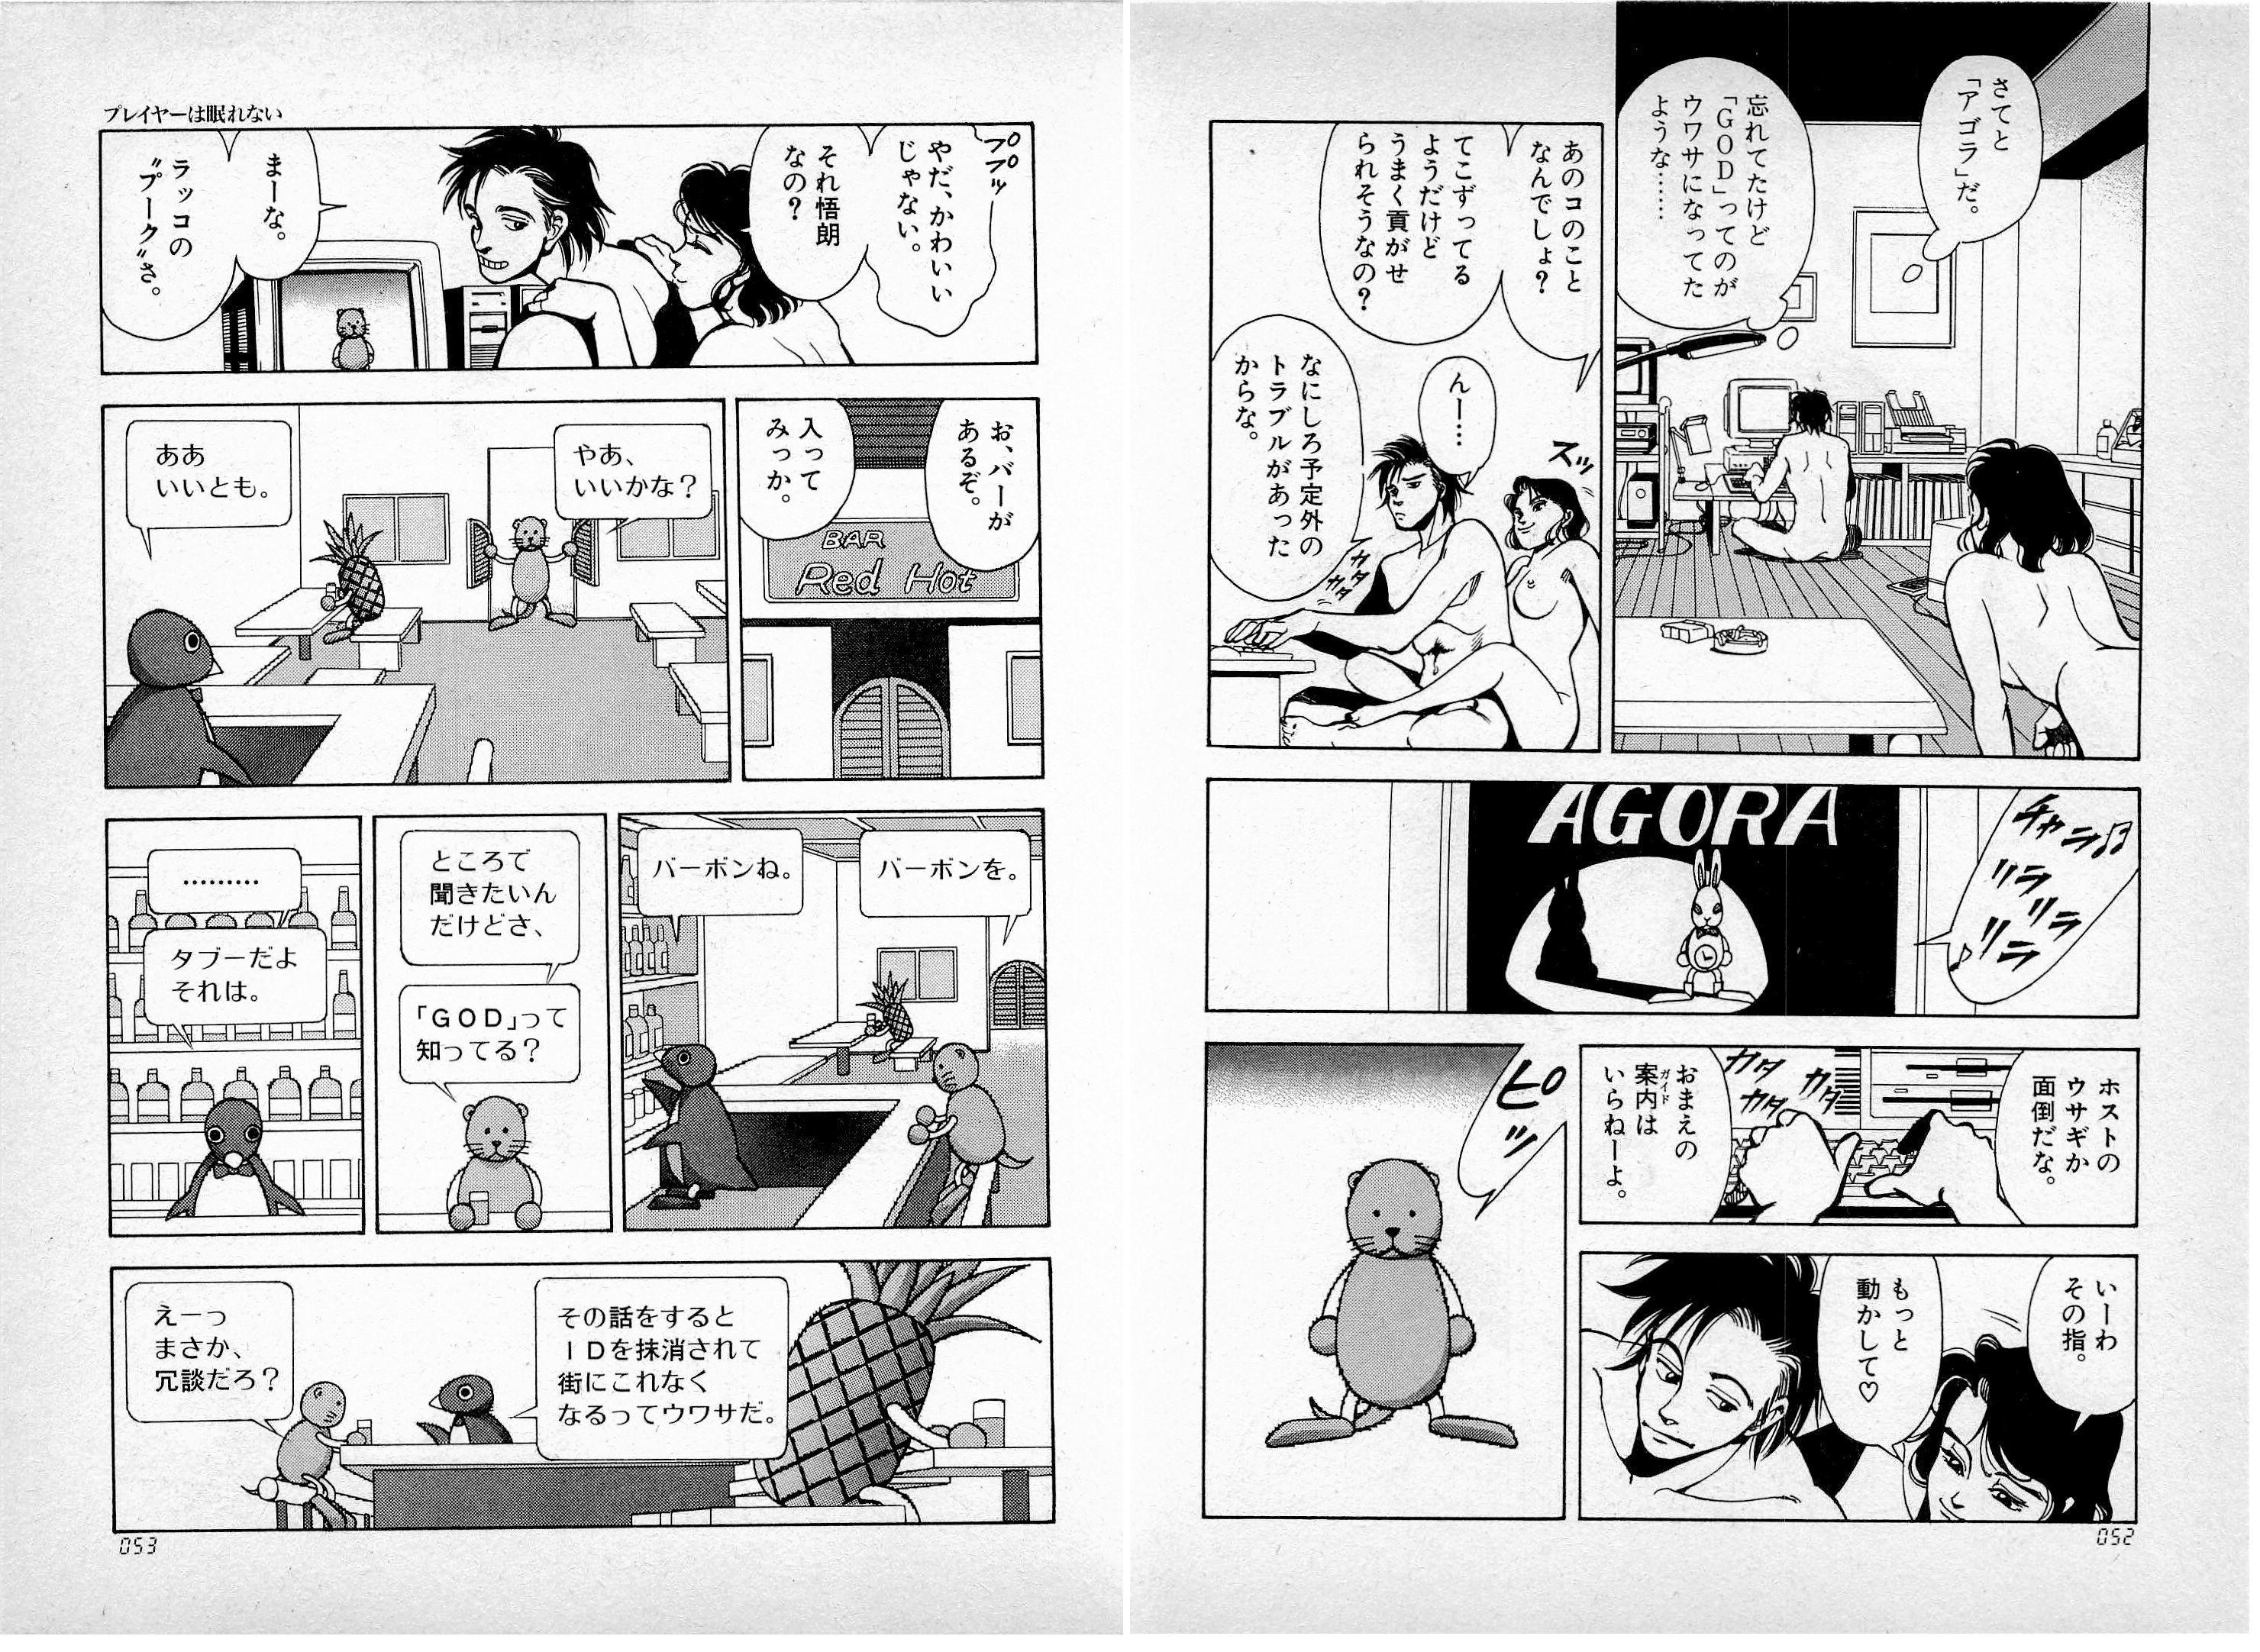 さてと
「アゴラ」だ。
忘れてたけど
「GOD」ってのが
ウワサになってた
ような……
あのコのこと
なんでしょ?
てこずってる
ようだけど
うまく貢がせ
られそうなの?
んー…
スッ
カタ
カタ
なにしろ予定外の
トラブルがあった
からな。
AGORA
チャラ♫
リラ
リラ
リラ♪
ホストの
ウサギか
面倒だな。
カタ
カタ
カタ
カタ
おまえの
案内は
ガイド
いらねーよ。
ピッ
いーわ
その指。
もっと
動かして♡
052
プレイヤーは眠れない
プププッ
やだ、かわいい
じゃない。
それ悟朗
なの?
まーな。
ラッコの
〝プーク〟さ。
お、バーが
あるぞ。
入って
みっか。
BAR
Red Hot
やあ、
いいかな?
ああ
いいとも。
バーボンを。
バーボンね。
ところで
聞きたいん
だけどさ、
「GOD」って
知ってる?
………
タブーだよ
それは。
その話をすると
IDを抹消されて
街にこれなく
なるってウワサだ。
えーっ
まさか、
冗談だろ?
053